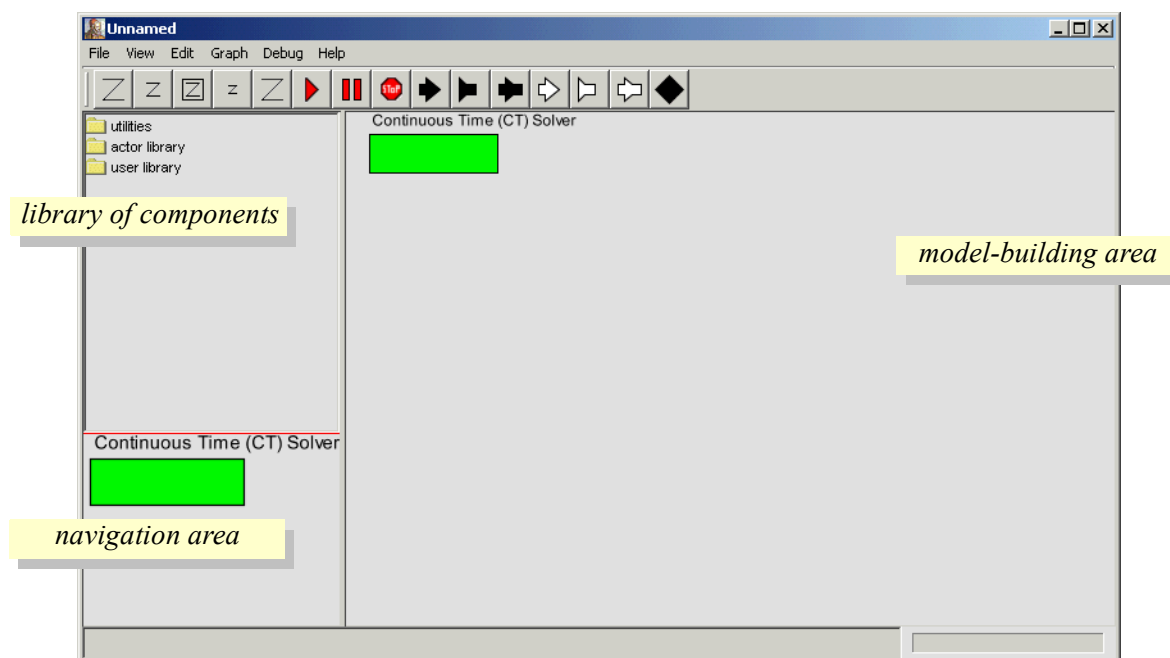 Unnamed
File View Edit Graph Debug Help
Z Z Z Z Z STOP
utilities
actor library
user library
Continuous Time (CT) Solver
library of components
model-building area
Continuous Time (CT) Solver
navigation area